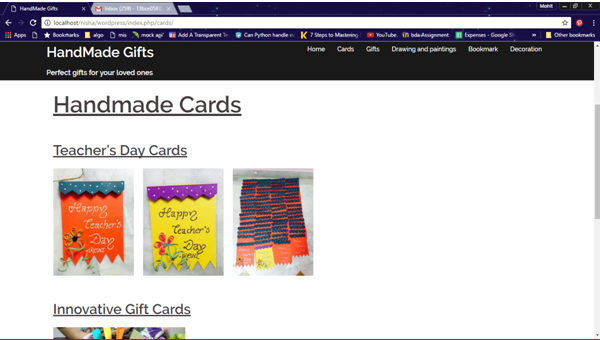 HandMade Gifts
Inbox (259) - 13bce056
Mohit
localhost/nisha/wordpress/index.php/cards/
Apps
Bookmarks
algo
mis
mock api
Add A Transparent Te
Can Python handle e
7 Steps to Mastering
YouTube
bda-Assignment
Expenses - Google S
Other bookmarks
HandMade Gifts
Home Cards Gifts Drawing and paintings Bookmark Decoration
Perfect gifts for your loved ones
Handmade Cards
Teacher's Day Cards
Happy
Teacher's
Day
Happy
Teacher's
Day
Innovative Gift Cards